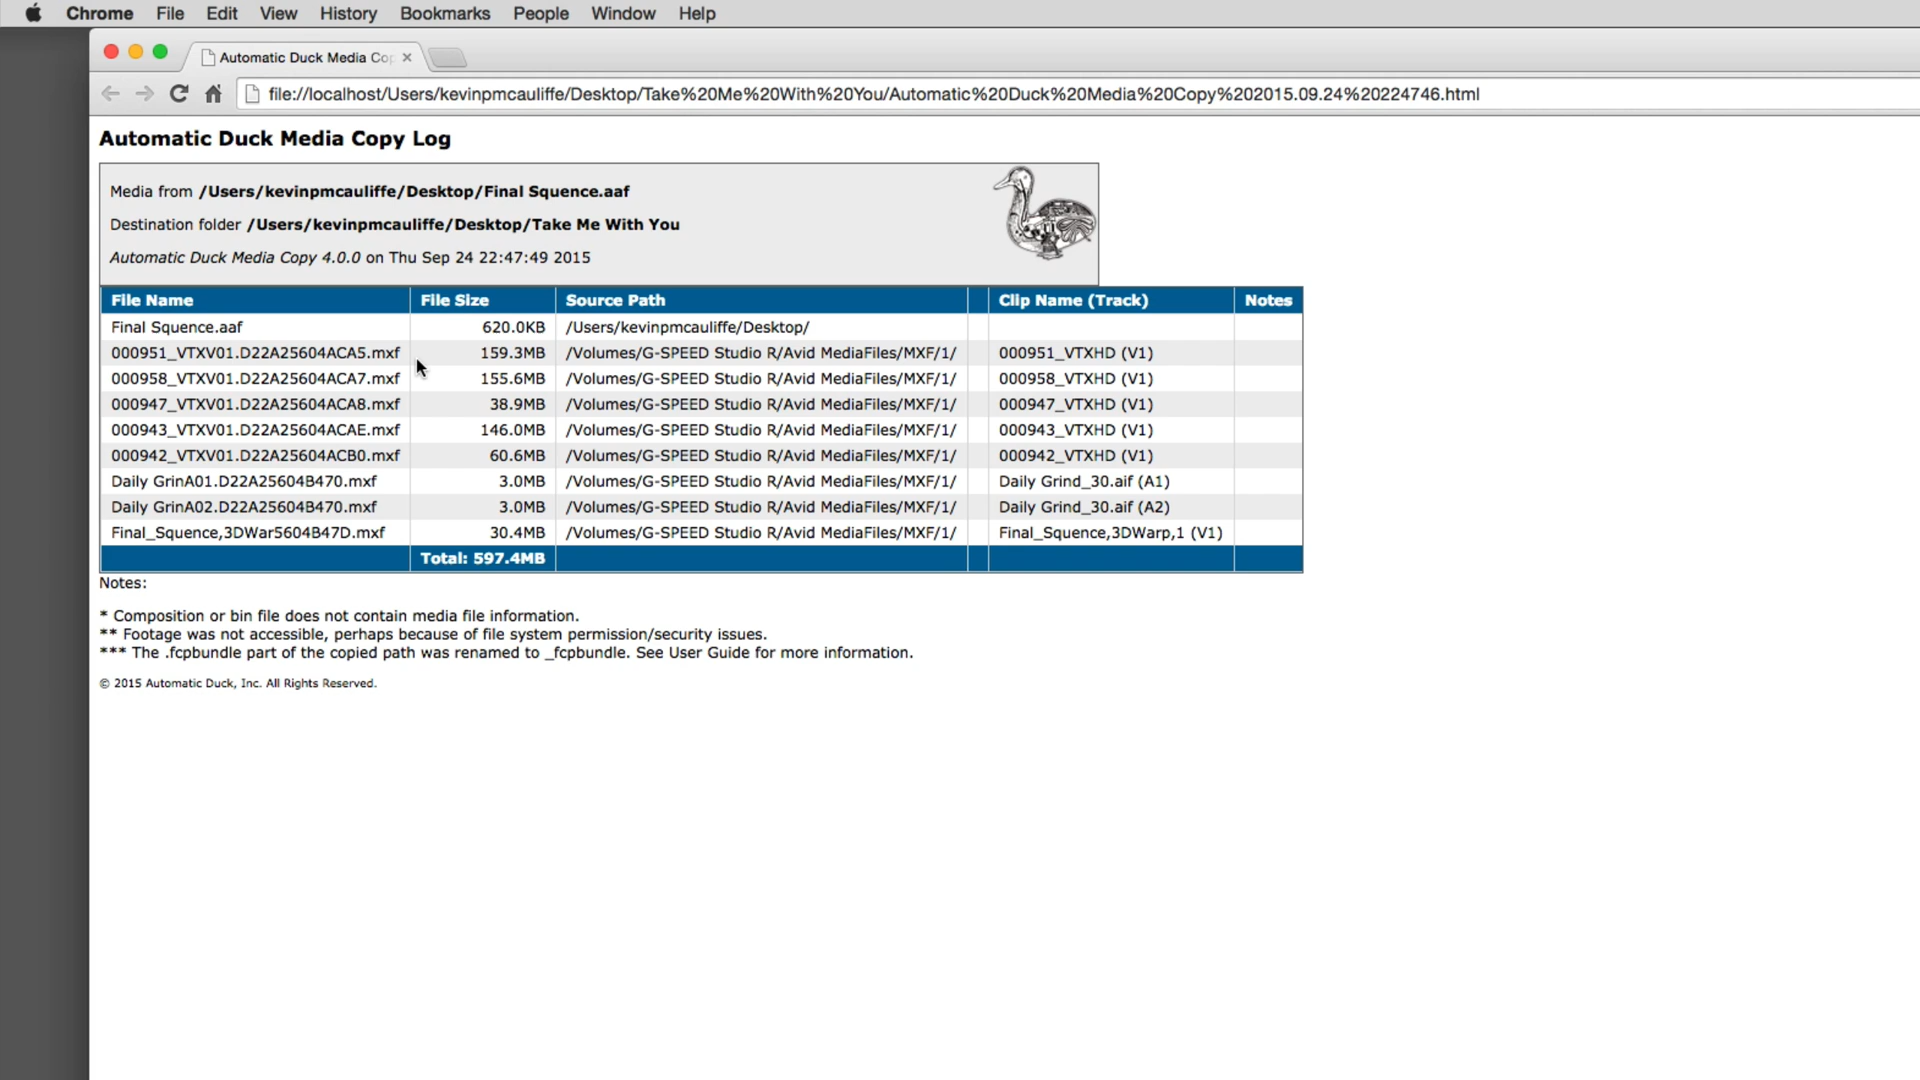 Chrome File Edit View History Bookmarks People Window Help
Automatic Duck Media Co
file://localhost/Users/kevinpmcauliffe/Desktop/Take%20Me%20With%20You/Automatic%20Duck%20Media%20Copy%202015.09.24%20224746.html
Automatic Duck Media Copy Log
Media from /Users/kevinpmcauliffe/Desktop/Final Squence.aaf
Destination folder /Users/kevinpmcauliffe/Desktop/Take Me With You
Automatic Duck Media Copy 4.0.0 on Thu Sep 24 22:47:49 2015
File Name File Size Source Path Clip Name (Track) Notes
Final Squence.aaf 620.0KB /Users/kevinpmcauliffe/Desktop/
000951_VTXV01.D22A25604ACA5.mxf 159.3MB /Volumes/G-SPEED Studio R/Avid MediaFiles/MXF/1/ 000951_VTXHD (V1)
000958_VTXV01.D22A25604ACA7.mxf 155.6MB /Volumes/G-SPEED Studio R/Avid MediaFiles/MXF/1/ 000958_VTXHD (V1)
000947_VTXV01.D22A25604ACA8.mxf 38.9MB /Volumes/G-SPEED Studio R/Avid MediaFiles/MXF/1/ 000947_VTXHD (V1)
000943_VTXV01.D22A25604ACAE.mxf 146.0MB /Volumes/G-SPEED Studio R/Avid MediaFiles/MXF/1/ 000943_VTXHD (V1)
000942_VTXV01.D22A25604ACB0.mxf 60.6MB /Volumes/G-SPEED Studio R/Avid MediaFiles/MXF/1/ 000942_VTXHD (V1)
Daily GrinA01.D22A25604B470.mxf 3.0MB /Volumes/G-SPEED Studio R/Avid MediaFiles/MXF/1/ Daily Grind_30.aif (A1)
Daily GrinA02.D22A25604B470.mxf 3.0MB /Volumes/G-SPEED Studio R/Avid MediaFiles/MXF/1/ Daily Grind_30.aif (A2)
Final_Squence,3DWar5604B47D.mxf 30.4MB /Volumes/G-SPEED Studio R/Avid MediaFiles/MXF/1/ Final_Squence,3DWarp,1 (V1)
Total: 597.4MB
Notes:
* Composition or bin file does not contain media file information.
** Footage was not accessible, perhaps because of file system permission/security issues.
*** The .fcpbundle part of the copied path was renamed to _fcpbundle. See User Guide for more information.
© 2015 Automatic Duck, Inc. All Rights Reserved.